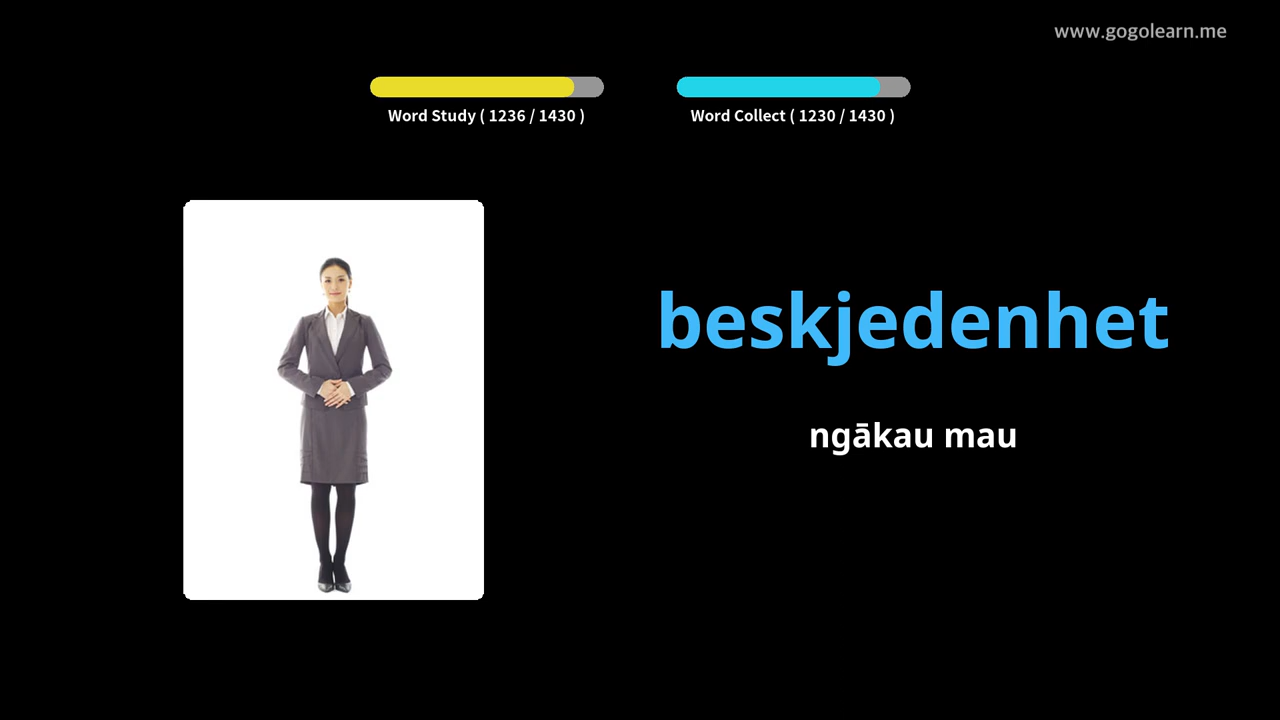 www.gogolearn.me
Word Study ( 1236 / 1430 )
Word Collect ( 1230 / 1430 )
beskjedenhet
ngākau mau